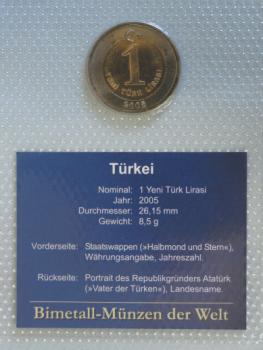 1
YENİ TÜRK LİRASI
2005
Türkei
Nominal: 1 Yeni Türk Lirasi
Jahr: 2005
Durchmesser: 26,15 mm
Gewicht: 8,5 g
Vorderseite: Staatswappen (»Halbmond und Stern«),
Währungsangabe, Jahreszahl.
Rückseite: Portrait des Republikgründers Atatürk
(»Vater der Türken«), Landesname.
Bimetall-Münzen der Welt